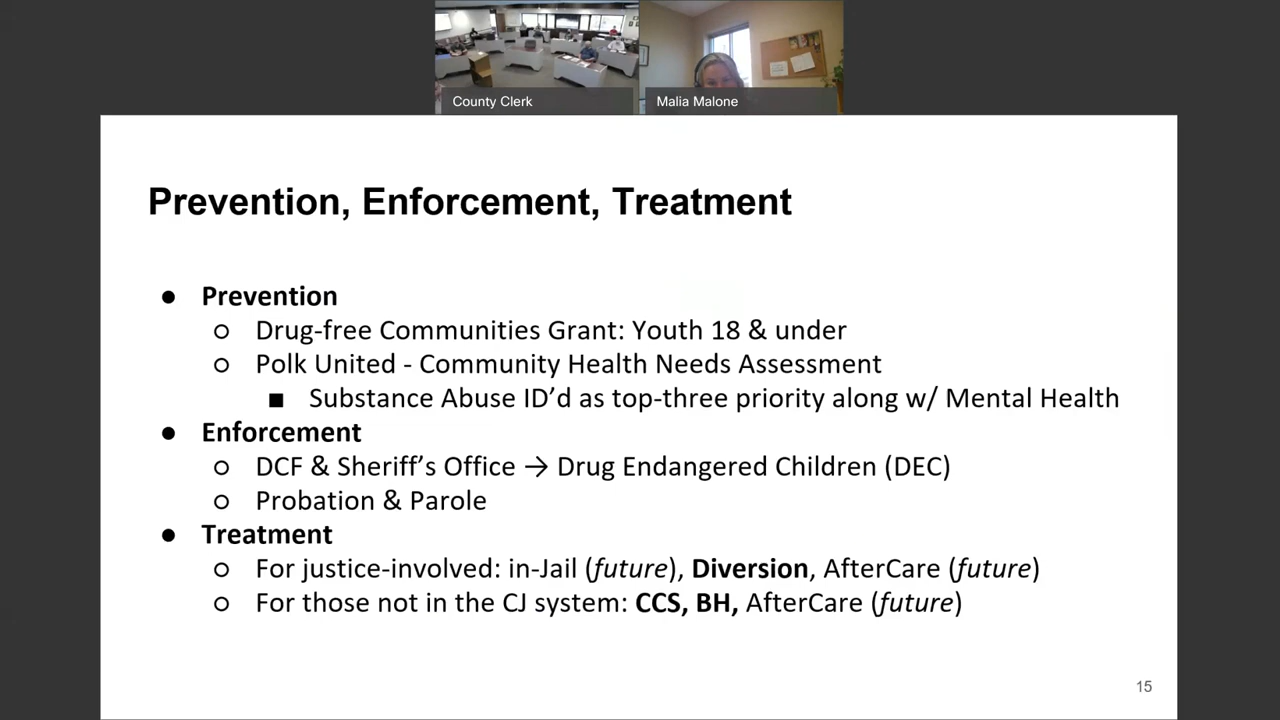 County Clerk
Malia Malone
Prevention, Enforcement, Treatment
● Prevention
○ Drug-free Communities Grant: Youth 18 & under
○ Polk United - Community Health Needs Assessment
■ Substance Abuse ID’d as top-three priority along w/ Mental Health
● Enforcement
○ DCF & Sheriff’s Office → Drug Endangered Children (DEC)
○ Probation & Parole
● Treatment
○ For justice-involved: in-Jail (future), Diversion, AfterCare (future)
○ For those not in the CJ system: CCS, BH, AfterCare (future)
15